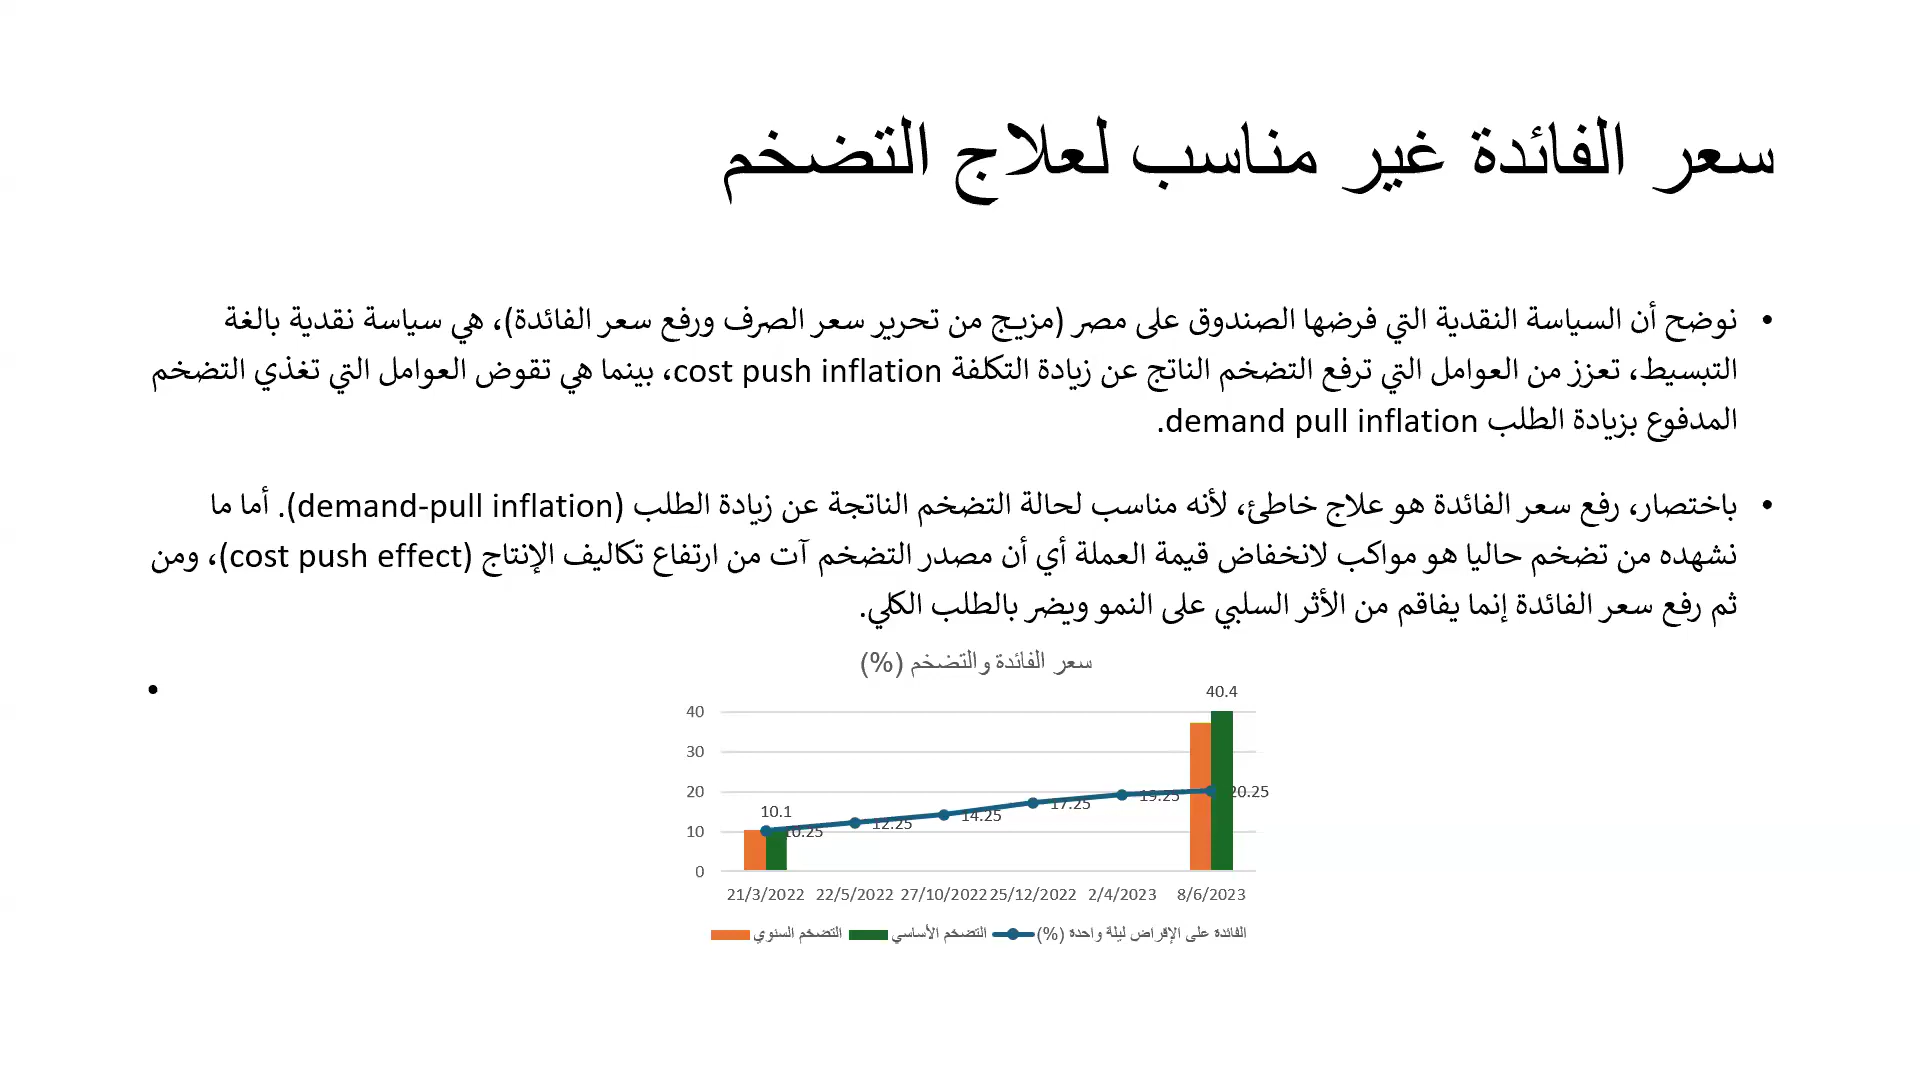 سعر الفائدة غير مناسب لعلاج التضخم
• نوضح أن السياسة النقدية التي فرضها الصندوق على مصر (مزيج من تحرير سعر الصرف ورفع سعر الفائدة)، هي سياسة نقدية بالغة
التبسيط، تعزز من العوامل التي ترفع التضخم الناتج عن زيادة التكلفة cost push inflation، بينما هي تقوض العوامل التي تغذي التضخم
المدفوع بزيادة الطلب demand pull inflation.
• باختصار، رفع سعر الفائدة هو علاج خاطئ، لأنه مناسب لحالة التضخم الناتجة عن زيادة الطلب (demand-pull inflation). أما ما
نشهده من تضخم حاليا هو مواكب لانخفاض قيمة العملة أي أن مصدر التضخم آت من ارتفاع تكاليف الإنتاج (cost push effect)، ومن
ثم رفع سعر الفائدة إنما يفاقم من الأثر السلبي على النمو ويضر بالطلب الكلي.
سعر الفائدة والتضخم (%)
40.4
40
30
20
10
0
10.1
10.25
12.25
14.25
17.25
19.25
20.25
21/3/2022 22/5/2022 27/10/2022 25/12/2022 2/4/2023 8/6/2023
التضخم السنوي التضخم الأساسي الفائدة على الإقراض ليلة واحدة (%)